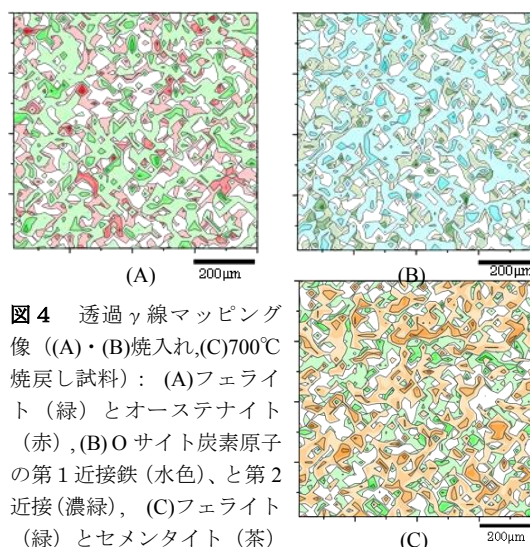 (A)
200μm
(B)
200μm
図4 透過γ線マッピング
像（(A)・(B)焼入れ,(C)700℃
焼戻し試料）: (A)フェライ
ト（緑）とオーステナイト
（赤）, (B) O サイト炭素原子
の第1近接鉄（水色）、と第2
近接（濃緑）, (C)フェライト
（緑）とセメンタイト（茶）
(C)
200μm